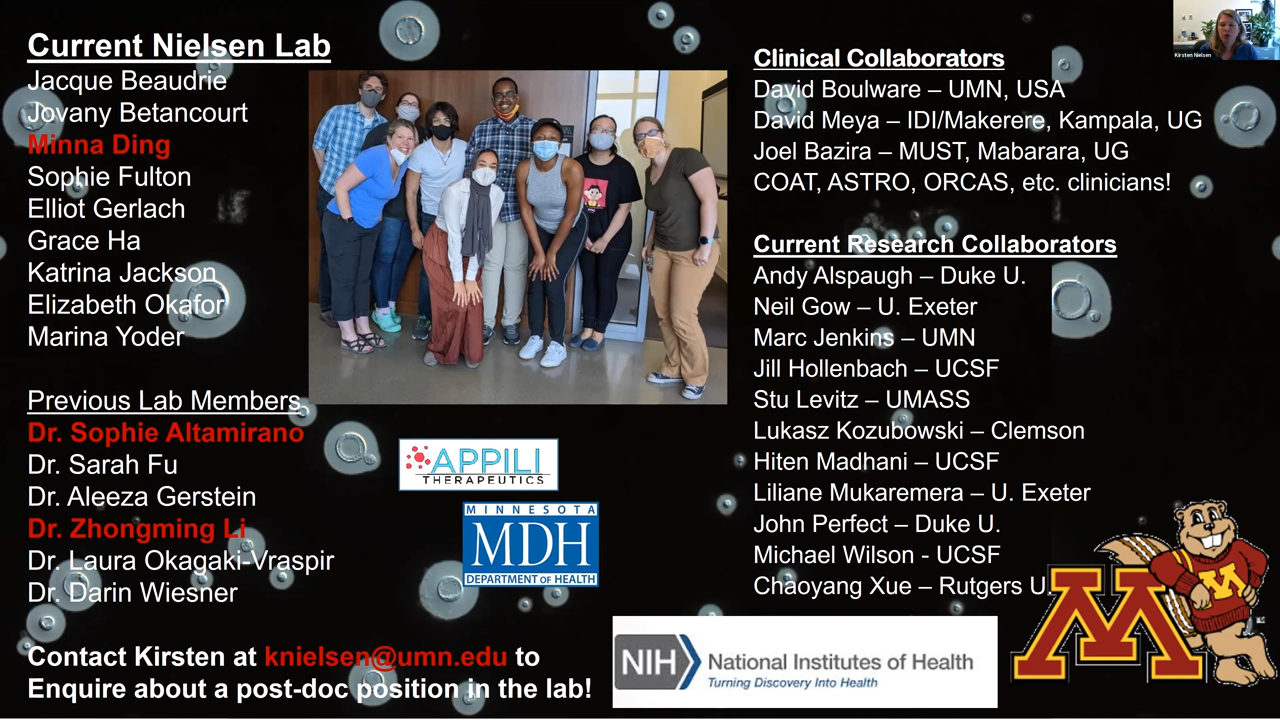 Current Nielsen Lab
Jacque Beaudrie
Jovany Betancourt
Minna Ding
Sophie Fulton
Elliot Gerlach
Grace Ha
Katrina Jackson
Elizabeth Okafor
Marina Yoder
Previous Lab Members
Dr. Sophie Altamirano
Dr. Sarah Fu
Dr. Aleeza Gerstein
Dr. Zhongming Li
Dr. Laura Okagaki-Vraspir
Dr. Darin Wiesner
Contact Kirsten at knielsen@umn.edu to
Enquire about a post-doc position in the lab!
APPILI
THERAPEUTICS
MINNESOTA
MDH
DEPARTMENT OF HEALTH
NIH
National Institutes of Health
Turning Discovery Into Health
Clinical Collaborators
David Boulware – UMN, USA
David Meya – IDI/Makerere, Kampala, UG
Joel Bazira – MUST, Mabarara, UG
COAT, ASTRO, ORCAS, etc. clinicians!
Current Research Collaborators
Andy Alspaugh – Duke U.
Neil Gow – U. Exeter
Marc Jenkins – UMN
Jill Hollenbach – UCSF
Stu Levitz – UMASS
Lukasz Kozubowski – Clemson
Hiten Madhani – UCSF
Liliane Mukaremera – U. Exeter
John Perfect – Duke U.
Michael Wilson - UCSF
Chaoyang Xue – Rutgers U.
M
M
Kirsten Nielsen